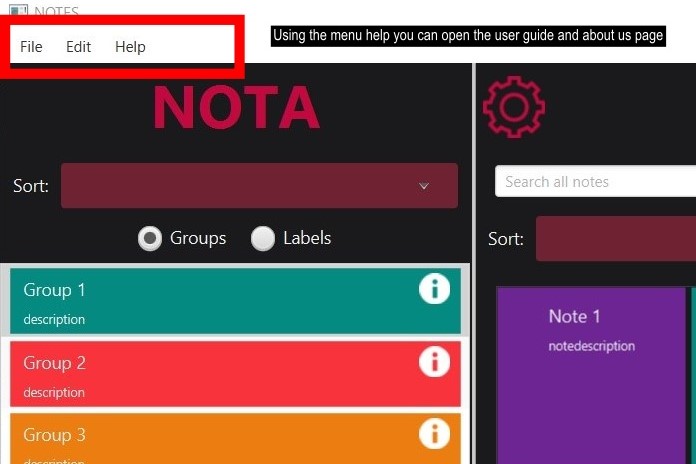 NOTES
File Edit Help
Using the menu help you can open the user guide and about us page
NOTA
Sort:
Groups Labels
Group 1
description
Group 2
description
Group 3
description
Search all notes
Sort:
Note 1
notedescription